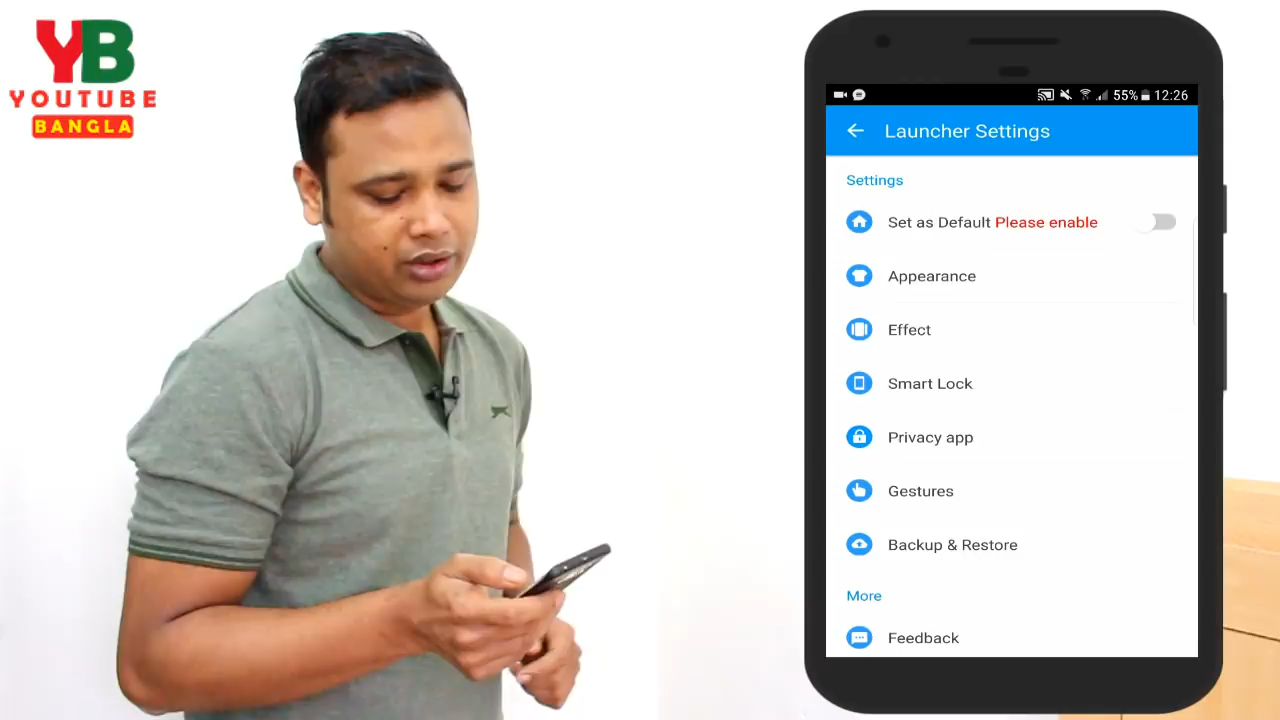 YB
YOUTUBE
BANGLA
55% 12:26
Launcher Settings
Settings
Set as Default Please enable
Appearance
Effect
Smart Lock
Privacy app
Gestures
Backup & Restore
More
Feedback